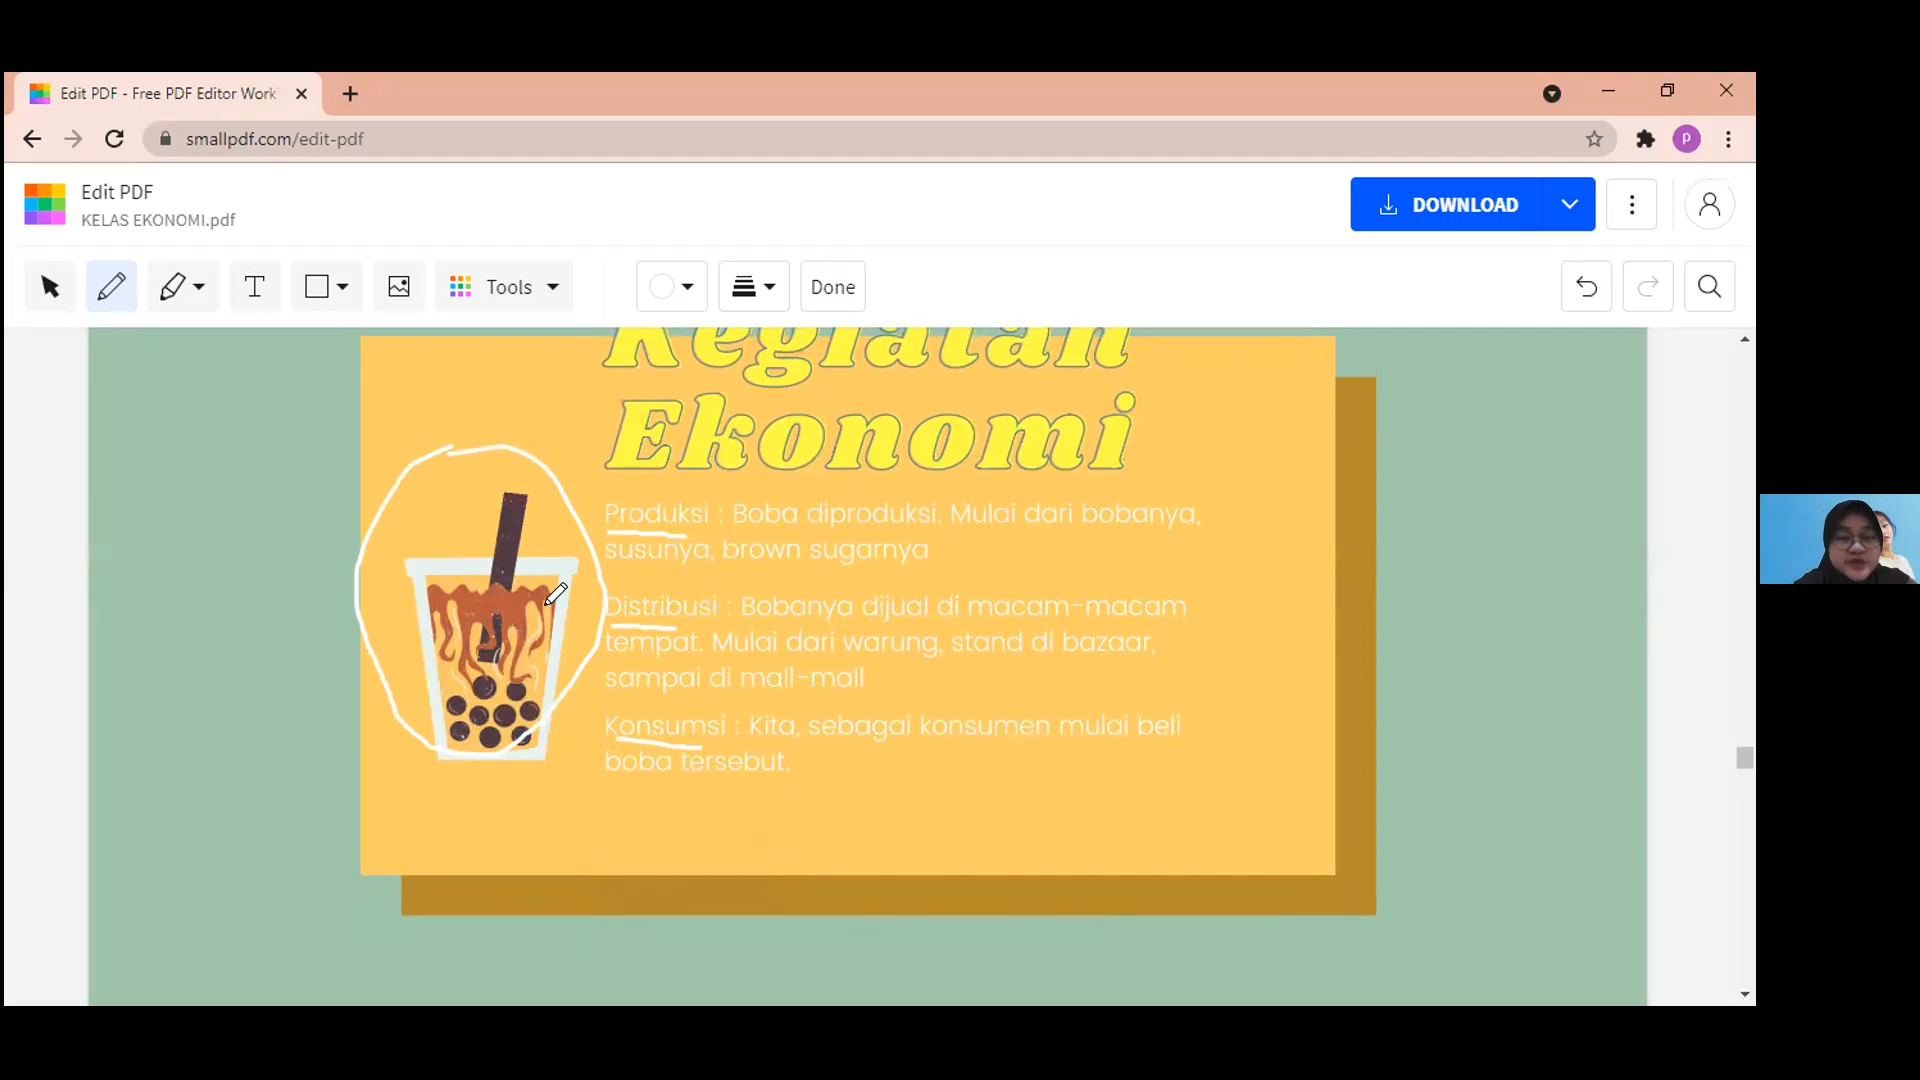 Edit PDF - Free PDF Editor Work
smallpdf.com/edit-pdf
P
Edit PDF
KELAS EKONOMI.pdf
DOWNLOAD
T
Tools
Done
Kegiatan
Ekonomi
Produksi : Boba diproduksi. Mulai dari bobanya,
susunya, brown sugarnya
Distribusi : Bobanya dijual di macam-macam
tempat. Mulai dari warung, stand di bazaar,
sampai di mall-mall
Konsumsi : Kita, sebagai konsumen mulai beli
boba tersebut.